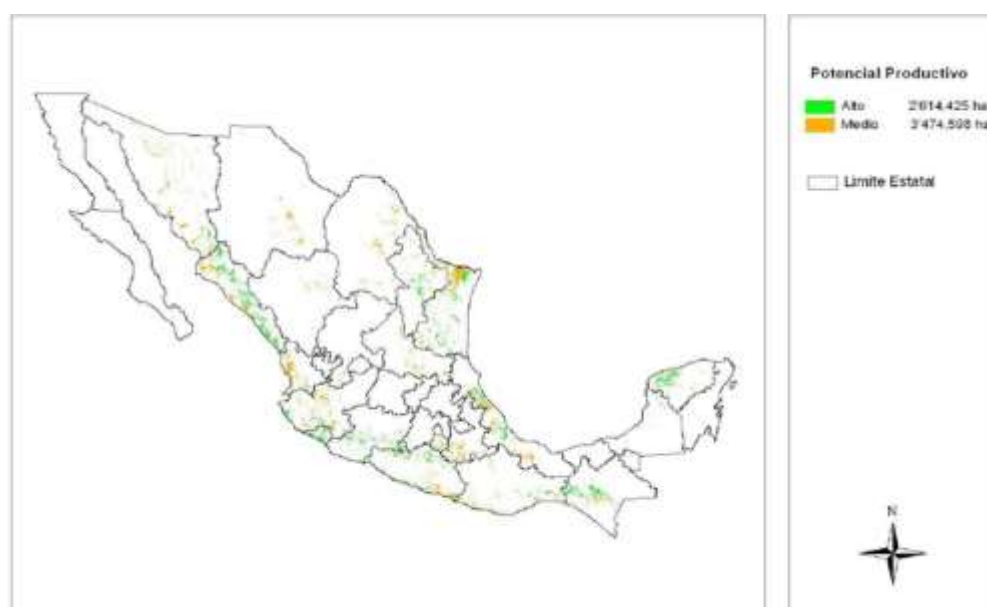 Potencial Productivo
Alto 2'614,425 ha
Medio 3'474,598 ha
Limite Estatal
N